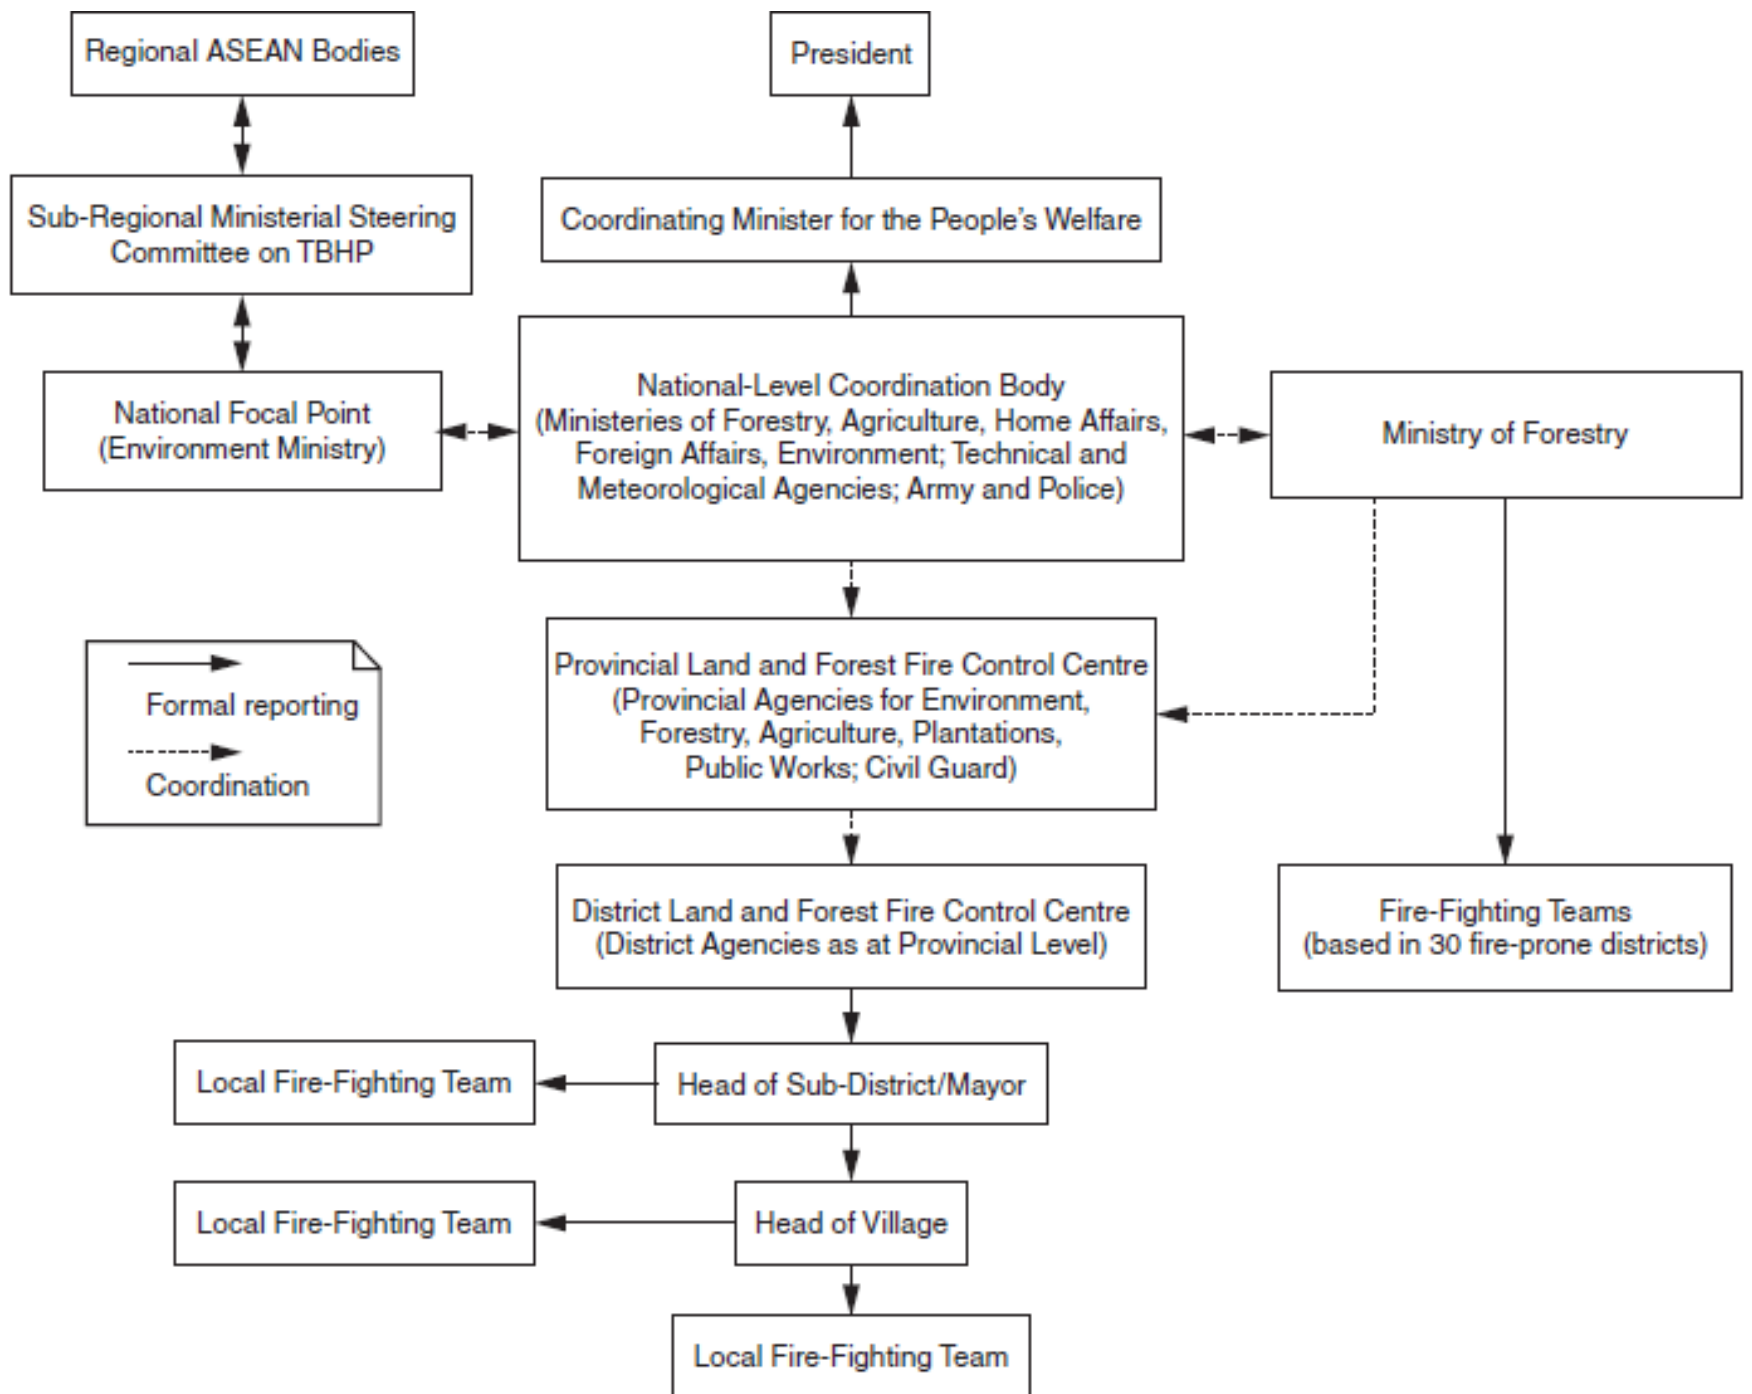 Regional ASEAN Bodies
President
Sub-Regional Ministerial Steering
Committee on TBHP
Coordinating Minister for the People's Welfare
National Focal Point
(Environment Ministry)
National-Level Coordination Body
(Ministeries of Forestry, Agriculture, Home Affairs,
Foreign Affairs, Environment; Technical and
Meteorological Agencies; Army and Police)
Ministry of Forestry
Formal reporting
Coordination
Provincial Land and Forest Fire Control Centre
(Provincial Agencies for Environment,
Forestry, Agriculture, Plantations,
Public Works; Civil Guard)
District Land and Forest Fire Control Centre
(District Agencies as at Provincial Level)
Fire-Fighting Teams
(based in 30 fire-prone districts)
Local Fire-Fighting Team
Head of Sub-District/Mayor
Local Fire-Fighting Team
Head of Village
Local Fire-Fighting Team